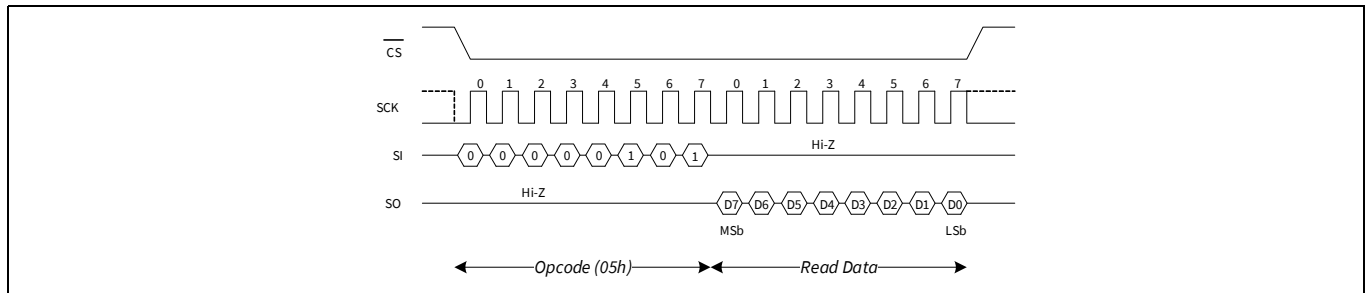 CS
0 1 2 3 4 5 6 7 0 1 2 3 4 5 6 7
SCK
SI 0 0 0 0 0 1 0 1 Hi-Z
SO Hi-Z D7 D6 D5 D4 D3 D2 D1 D0
MSb LSb
Opcode (05h) Read Data